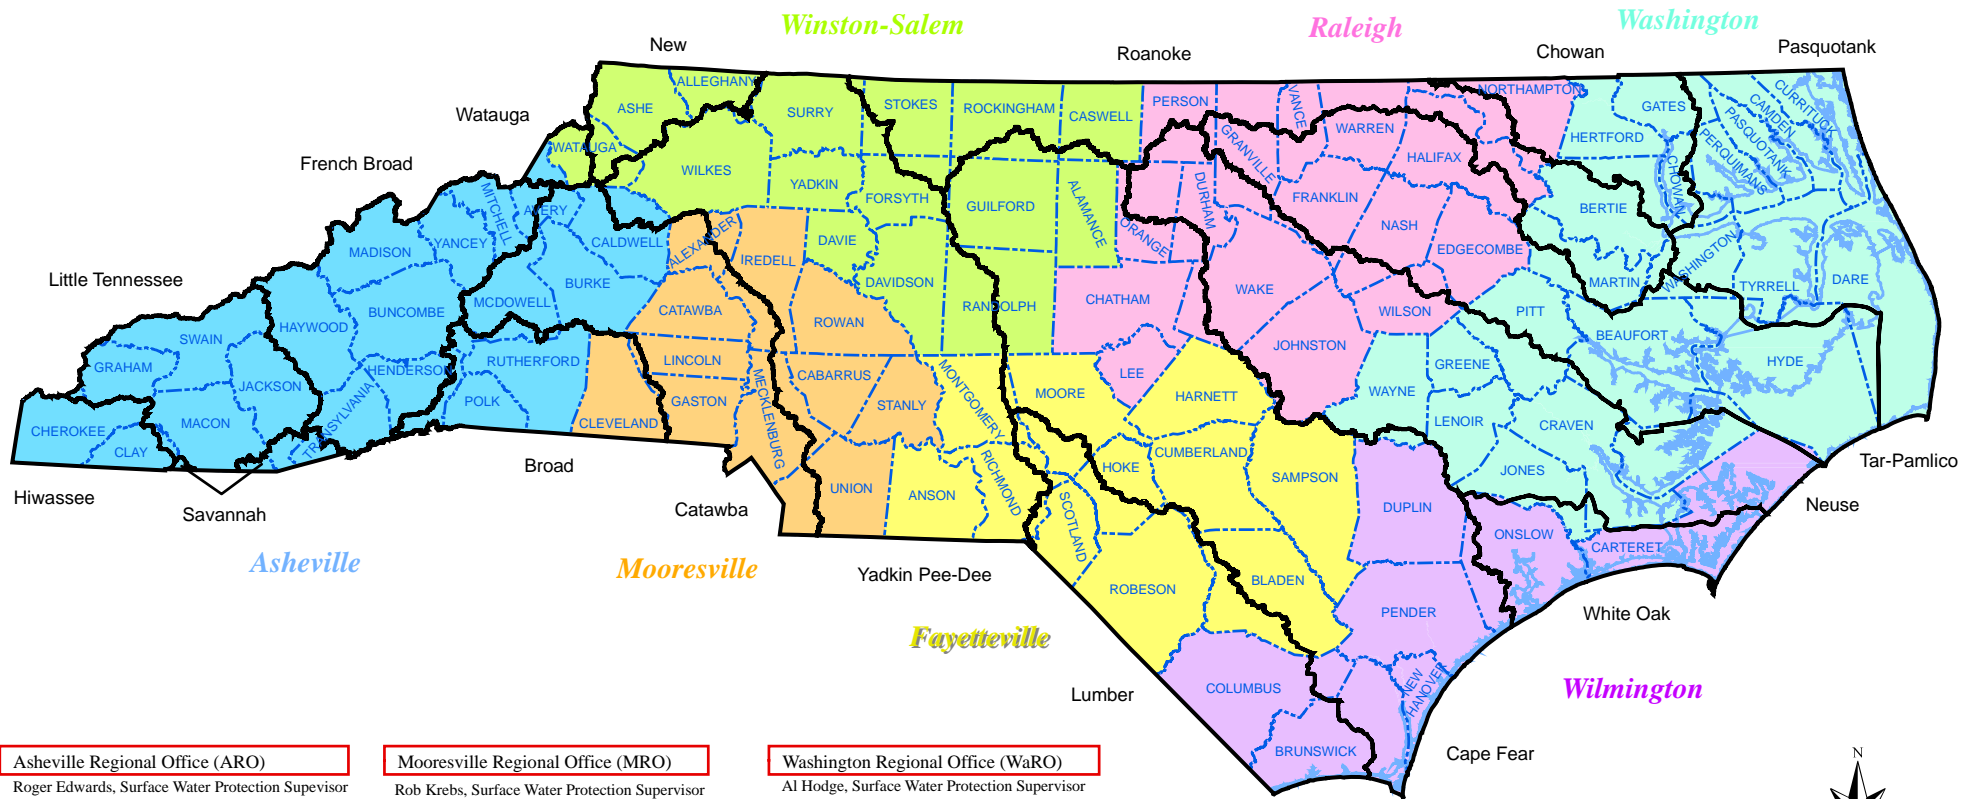 Winston-Salem
Raleigh
Washington
New
Roanoke
Chowan
Pasquotank
Watauga
French Broad
Little Tennessee
Hiwassee
Savannah
Broad
Catawba
Yadkin Pee-Dee
Lumber
Cape Fear
White Oak
Neuse
Tar-Pamlico
Asheville
Mooresville
Fayetteville
Wilmington
ALLEGHANY
ASHE
SURRY
STOKES
ROCKINGHAM
CASWELL
PERSON
VANCE
NORTHAMPTON
GATES
CURRITUCK
CAMDEN
PASQUOTANK
PERQUIMANS
WATAUGA
WILKES
YADKIN
FORSYTH
GUILFORD
ALAMANCE
ORANGE
DURHAM
GRANVILLE
WARREN
HALIFAX
HERTFORD
CHOWAN
BERTIE
FRANKLIN
NASH
EDGECOMBE
MARTIN
WASHINGTON
TYRRELL
DARE
MITCHELL
AVERY
YANCEY
MADISON
CALDWELL
ALEXANDER
IREDELL
DAVIE
DAVIDSON
RANDOLPH
CHATHAM
WAKE
WILSON
PITT
BEAUFORT
HYDE
BURKE
MCDOWELL
BUNCOMBE
HAYWOOD
CATAWBA
ROWAN
LINCOLN
CABARRUS
STANLY
MONTGOMERY
MOORE
LEE
HARNETT
JOHNSTON
WAYNE
GREENE
LENOIR
CRAVEN
JONES
SWAIN
GRAHAM
JACKSON
MACON
CHEROKEE
CLAY
TRANSYLVANIA
HENDERSON
RUTHERFORD
POLK
CLEVELAND
GASTON
MECKLENBURG
UNION
ANSON
RICHMOND
SCOTLAND
HOKE
CUMBERLAND
SAMPSON
DUPLIN
ONSLOW
CARTERET
ROBESON
BLADEN
PENDER
COLUMBUS
NEW
HANOVER
BRUNSWICK
Asheville Regional Office (ARO)
Roger Edwards, Surface Water Protection Supevisor
Mooresville Regional Office (MRO)
Rob Krebs, Surface Water Protection Supervisor
Washington Regional Office (WaRO)
Al Hodge, Surface Water Protection Supervisor
N